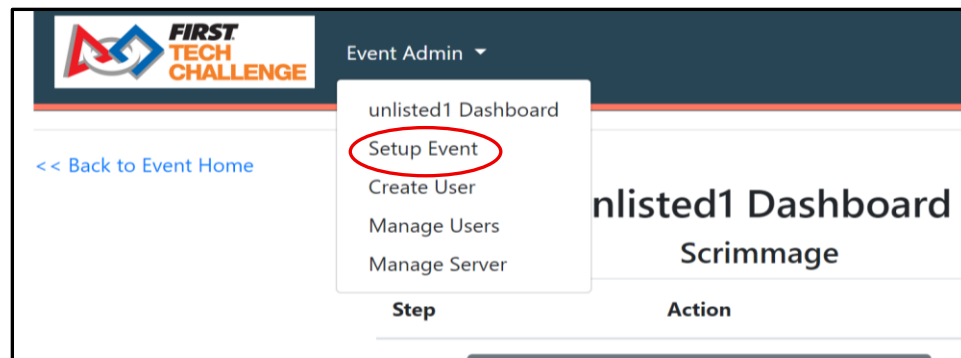 FIRST
TECH
CHALLENGE
Event Admin
unlisted1 Dashboard
Setup Event
Create User
Manage Users
Manage Server
<< Back to Event Home
nlisted1 Dashboard
Scrimmage
Step
Action